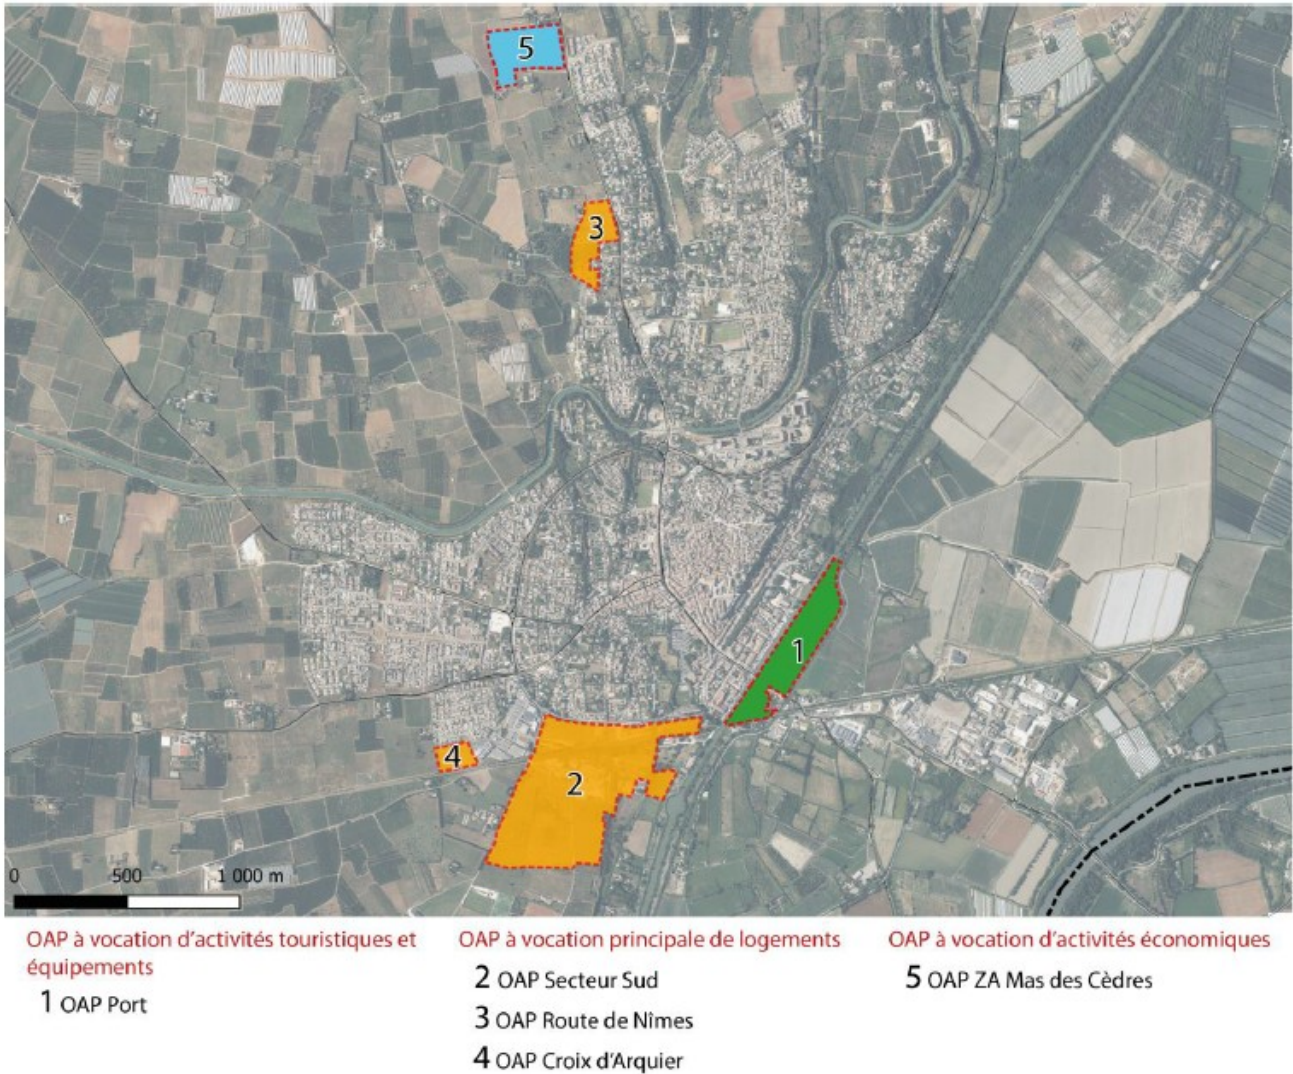 5
3
1
4
2
0 500 1 000 m
OAP à vocation d'activités touristiques et
équipements
1 OAP Port
OAP à vocation principale de logements
2 OAP Secteur Sud
3 OAP Route de Nîmes
4 OAP Croix d'Arquier
OAP à vocation d'activités économiques
5 OAP ZA Mas des Cèdres